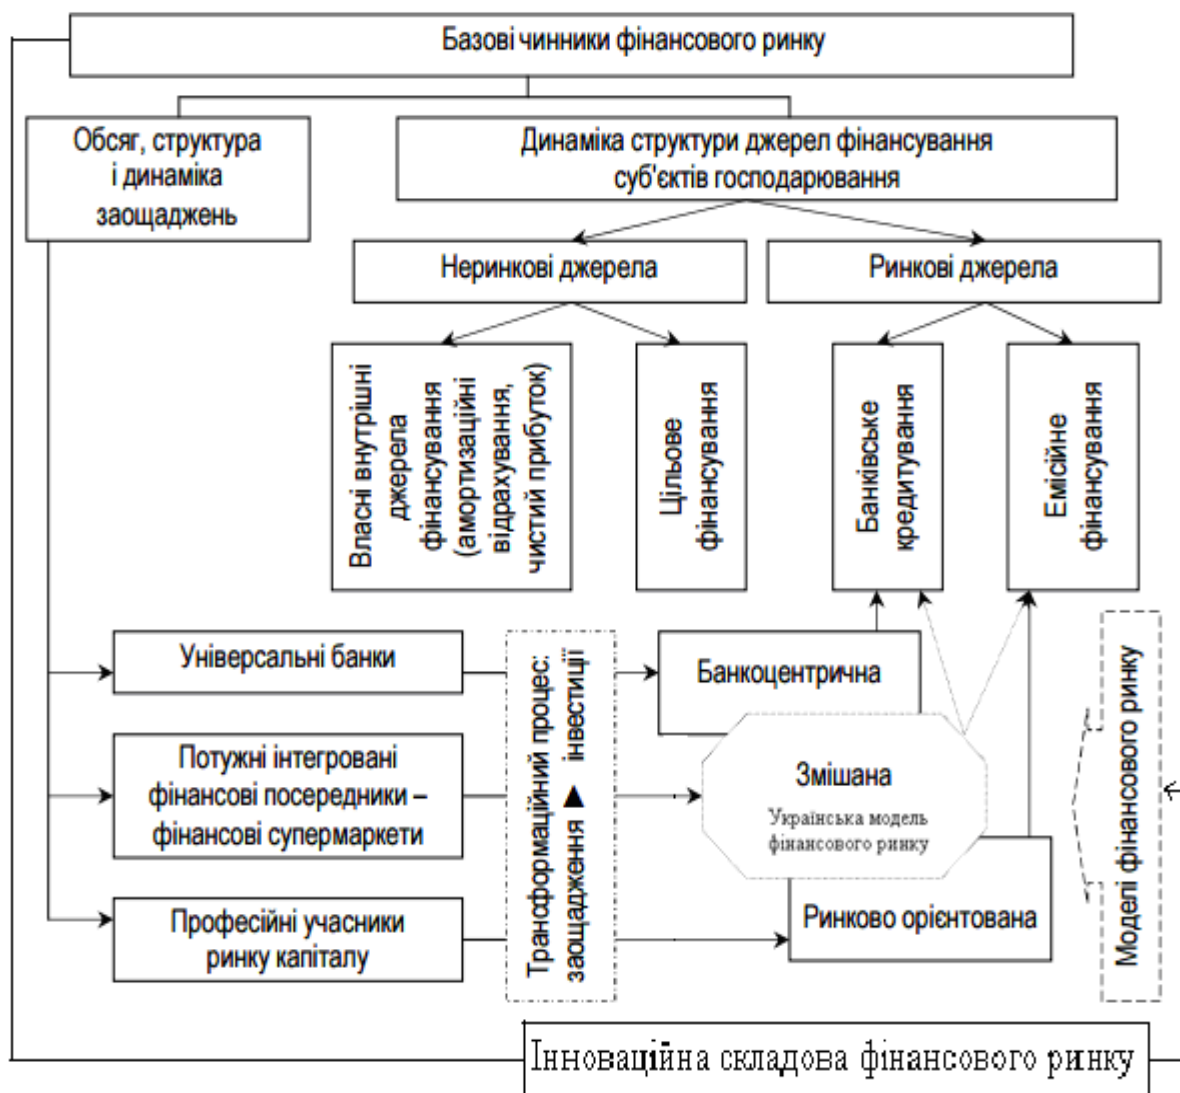 Базові чинники фінансового ринку
Обсяг, структура
і динаміка
заощаджень
Динаміка структури джерел фінансування
суб'єктів господарювання
Неринкові джерела
Ринкові джерела
Власні внутрішні
джерела
фінансування
(амортизаційні
відрахування,
чистий прибуток)
Цільове
фінансування
Банківське
кредитування
Емісійне
фінансування
Універсальні банки
Потужні інтегровані
фінансові посередники –
фінансові супермаркети
Професійні учасники
ринку капіталу
Трансформаційний процес:
заощадження ► інвестиції
Банкоцентрична
Змішана
Українська модель
фінансового ринку
Ринково орієнтована
Моделі фінансового ринку
Інноваційна складова фінансового ринку